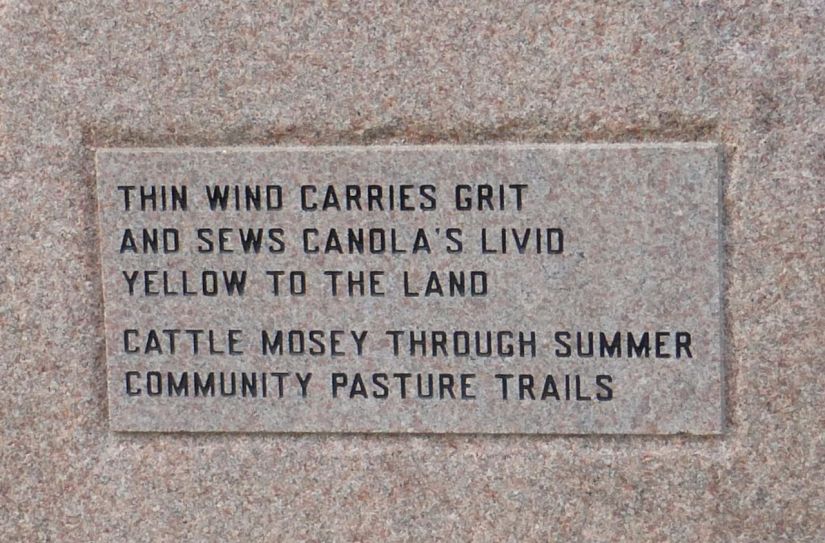 THIN WIND CARRIES GRIT
AND SEWS CANOLA'S LIVID
YELLOW TO THE LAND
CATTLE MOSEY THROUGH SUMMER
COMMUNITY PASTURE TRAILS